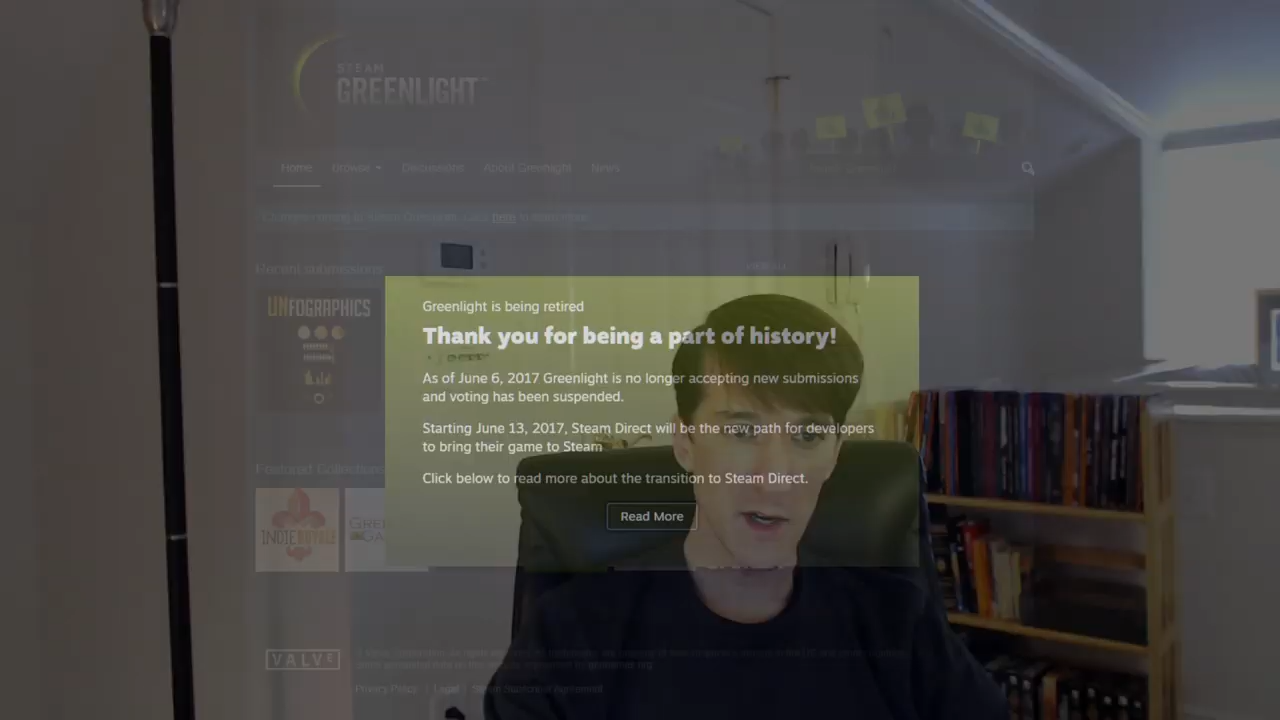 STEAM
GREENLIGHT
Home Browse Discussions About Greenlight News
here
Recent submissions
UNFOGRAPHICS
Greenlight is being retired
Thank you for being a part of history!
As of June 6, 2017 Greenlight is no longer accepting new submissions
and voting has been suspended.
Starting June 13, 2017, Steam Direct will be the new path for developers
to bring their game to Steam
Click below to read more about the transition to Steam Direct.
Read More
Featured Collections
INDIE ROYALE
VALVE
Privacy Policy | Legal |